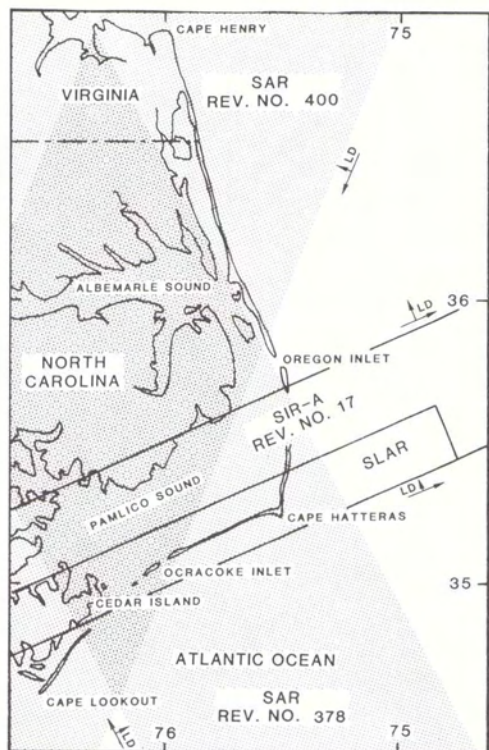 CAPE HENRY
75
SAR
REV. NO. 400
VIRGINIA
LD
ALBEMARLE SOUND
36
LD
OREGON INLET
NORTH
CAROLINA
SIR-A
REV. NO. 17
SLAR
PAMLICO SOUND
LD
CAPE HATTERAS
OCRACOKE INLET
35
CEDAR ISLAND
ATLANTIC OCEAN
CAPE LOOKOUT
SAR
REV. NO. 378
LD
76
75